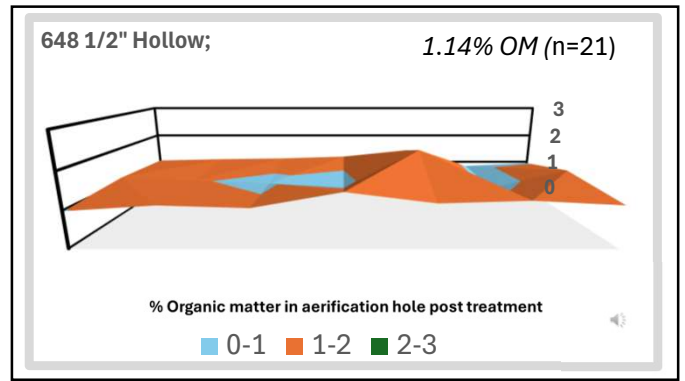 648 1/2" Hollow;
1.14% OM (n=21)
3
2
1
0
% Organic matter in aerification hole post treatment
0-1 1-2 2-3